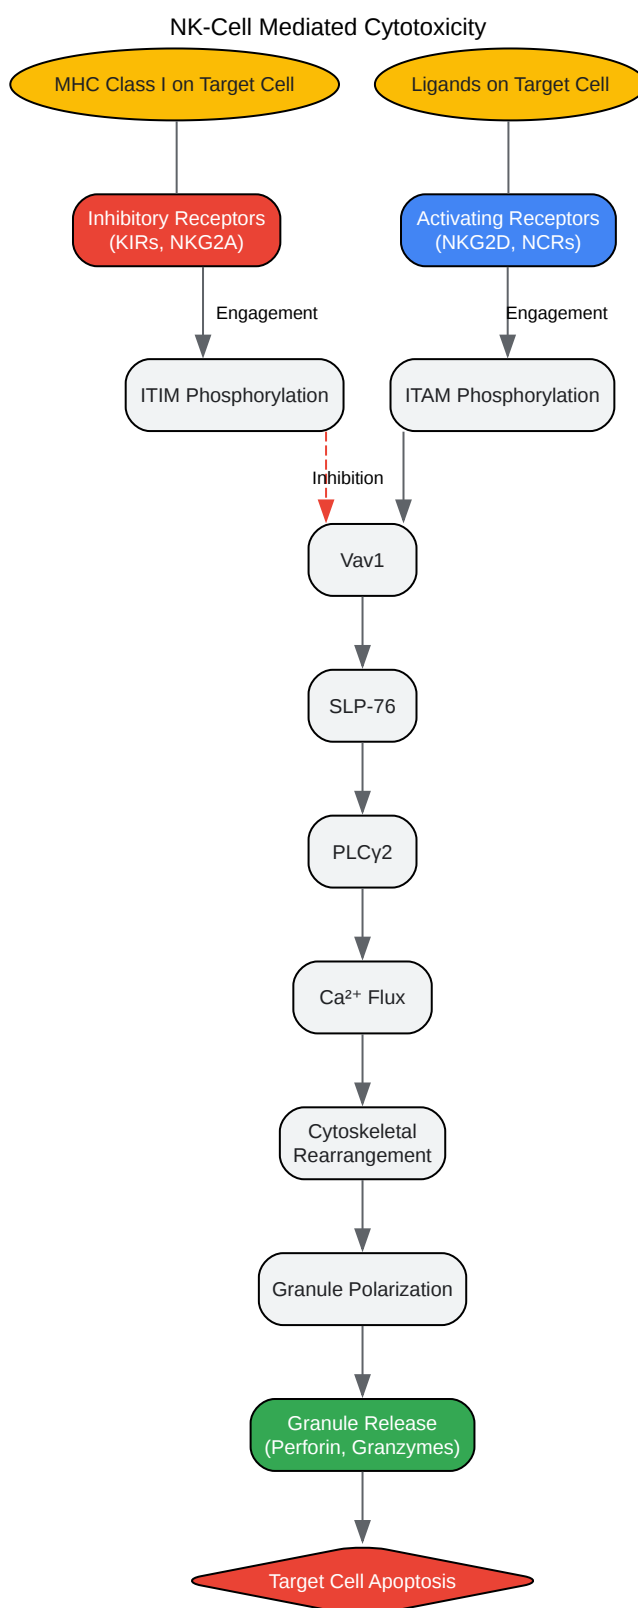 NK-Cell Mediated Cytotoxicity
MHC Class I on Target Cell
Ligands on Target Cell
Inhibitory Receptors
(KIRs, NKG2A)
Activating Receptors
(NKG2D, NCRs)
Engagement
Engagement
ITIM Phosphorylation
ITAM Phosphorylation
Inhibition
Vav1
SLP-76
PLCγ2
Ca²⁺ Flux
Cytoskeletal
Rearrangement
Granule Polarization
Granule Release
(Perforin, Granzymes)
Target Cell Apoptosis